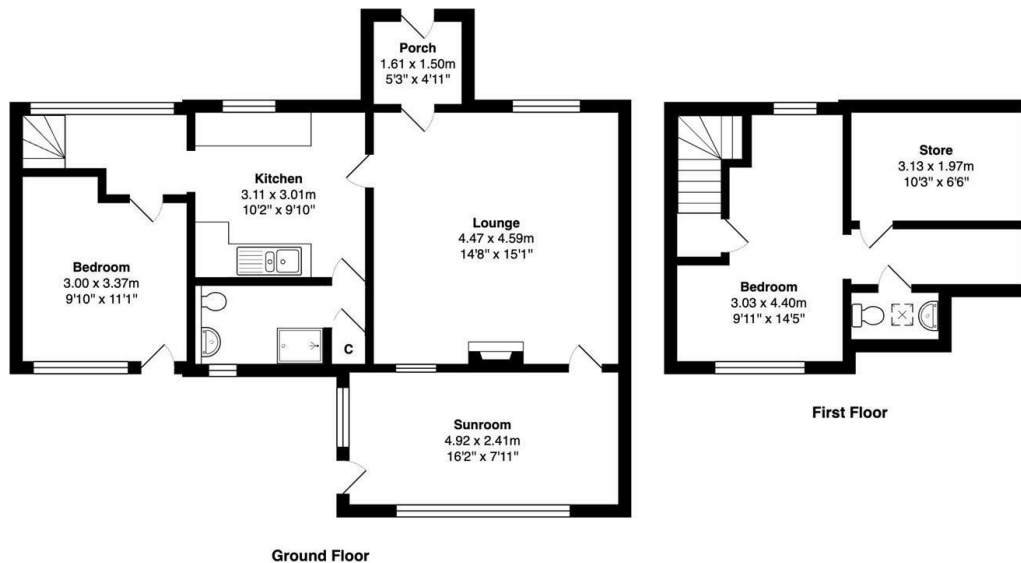 Porch
1.61 x 1.50m
5'3" x 4'11"
Kitchen
3.11 x 3.01m
10'2" x 9'10"
Lounge
4.47 x 4.59m
14'8" x 15'1"
Bedroom
3.00 x 3.37m
9'10" x 11'1"
C
Sunroom
4.92 x 2.41m
16'2" x 7'11"
Ground Floor
Store
3.13 x 1.97m
10'3" x 6'6"
Bedroom
3.03 x 4.40m
9'11" x 14'5"
First Floor